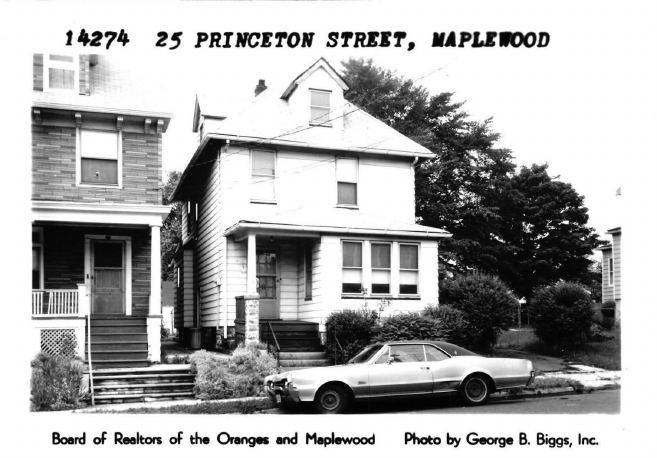 14274 25 PRINCETON STREET, MAPLEWOOD
Board of Realtors of the Oranges and Maplewood Photo by George B. Biggs, Inc.